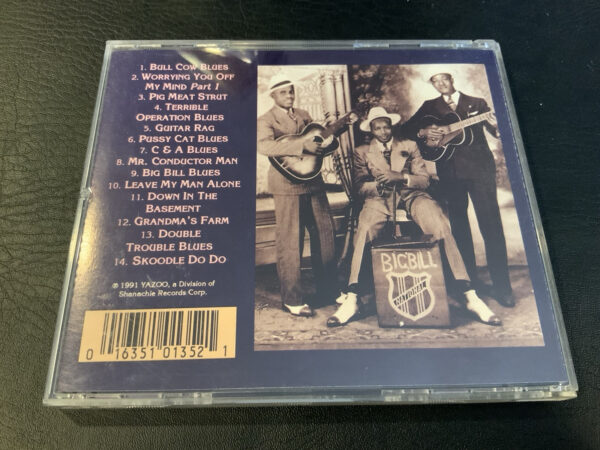 1. BULL COW BLUES
2. WORRYING YOU OFF
MY MIND Part 1
3. PIG MEAT STRUT
4. TERRIBLE
OPERATION BLUES
5. GUITAR RAG
6. PUSSY CAT BLUES
7. C & A BLUES
8. MR. CONDUCTOR MAN
9. BIG BILL BLUES
10. LEAVE MY MAN ALONE
11. DOWN IN THE
BASEMENT
12. GRANDMA'S FARM
13. DOUBLE
TROUBLE BLUES
14. SKOODLE DO DO
℗ 1991 YAZOO, a Division of
Shanachie Records Corp.
0 16351 01352 1
BIG BILL
NATIONAL